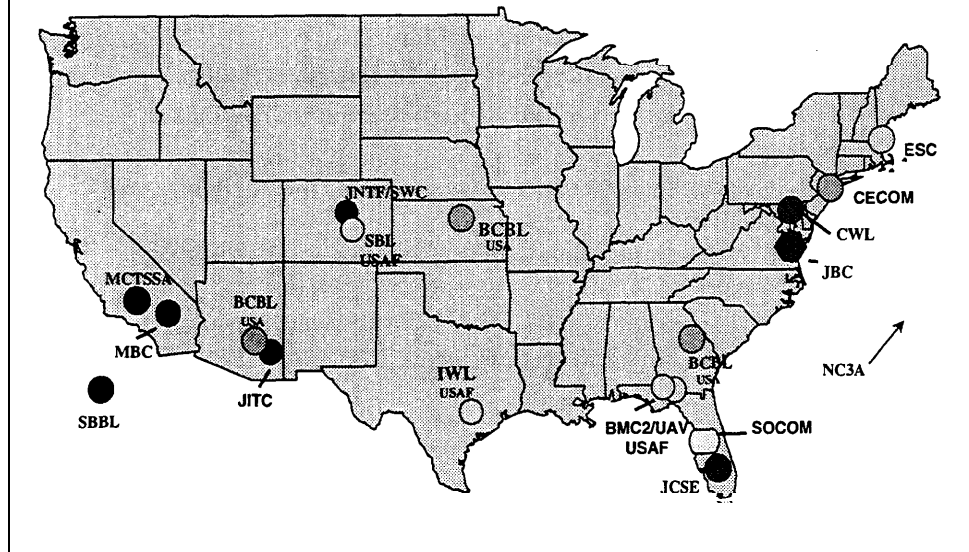 ESC
CECOM
JNTF/SWC
BCBL
USA
SBL
USAF
CWL
JBC
MCTSSA
BCBL
USA
MBC
JITC
SBBL
IWL
USAF
BCBL
USA
NC3A
BMC2/UAV
USAF
SOCOM
JCSE